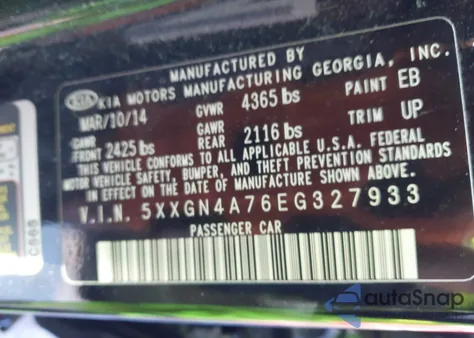 MANUFACTURED BY
KIA KIA MOTORS MANUFACTURING GEORGIA, INC.
MAR/10/14 GVWR 4365 lbs PAINT EB
GAWR FRONT 2425 lbs GAWR REAR 2116 lbs TRIM UP
THIS VEHICLE CONFORMS TO ALL APPLICABLE U.S.A. FEDERAL
MOTOR VEHICLE SAFETY, BUMPER, AND THEFT PREVENTION STANDARDS
IN EFFECT ON THE DATE OF MANUFACTURE SHOWN ABOVE.
V.I.N. 5XXGN4A76EG327933
PASSENGER CAR
autoSnap